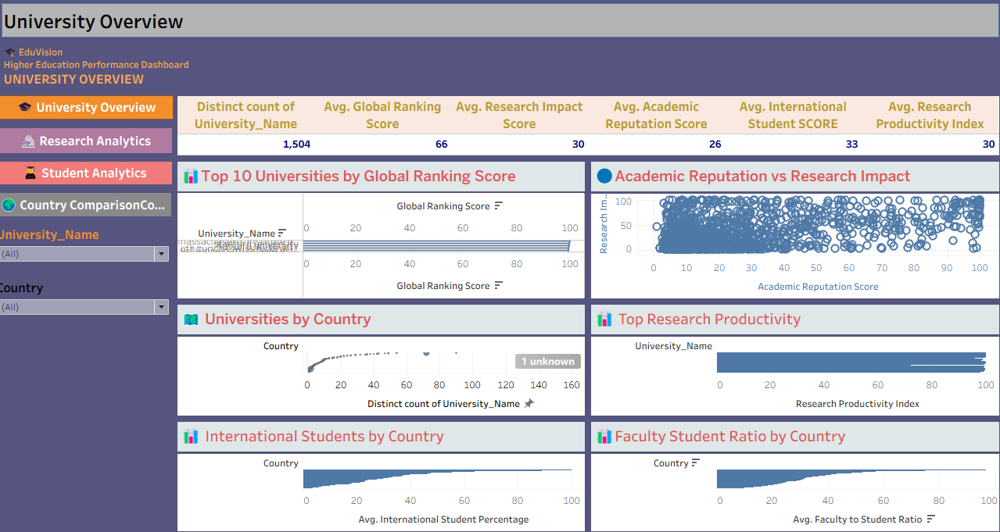 University Overview
EduVision
Higher Education Performance Dashboard
UNIVERSITY OVERVIEW
University Overview
Research Analytics
Student Analytics
Country ComparisonCo...
University_Name
(All)
Country
(All)
Distinct count of University_Name
Avg. Global Ranking Score
Avg. Research Impact Score
Avg. Academic Reputation Score
Avg. International Student SCORE
Avg. Research Productivity Index
1,504 66 30 26 33 30
Top 10 Universities by Global Ranking Score
Global Ranking Score
0 20 40 60 80 100
University_Name
0 20 40 60 80 100
Global Ranking Score
Academic Reputation vs Research Impact
Research Im..
100
50
0
0 10 20 30 40 50 60 70 80 90 100
Academic Reputation Score
Universities by Country
Country
1 unknown
0 20 40 60 80 100 120 140 160
Distinct count of University_Name
Top Research Productivity
University_Name
0 20 40 60 80 100
Research Productivity Index
International Students by Country
Country
0 20 40 60 80 100
Avg. International Student Percentage
Faculty Student Ratio by Country
Country
0 20 40 60 80 100
Avg. Faculty to Student Ratio